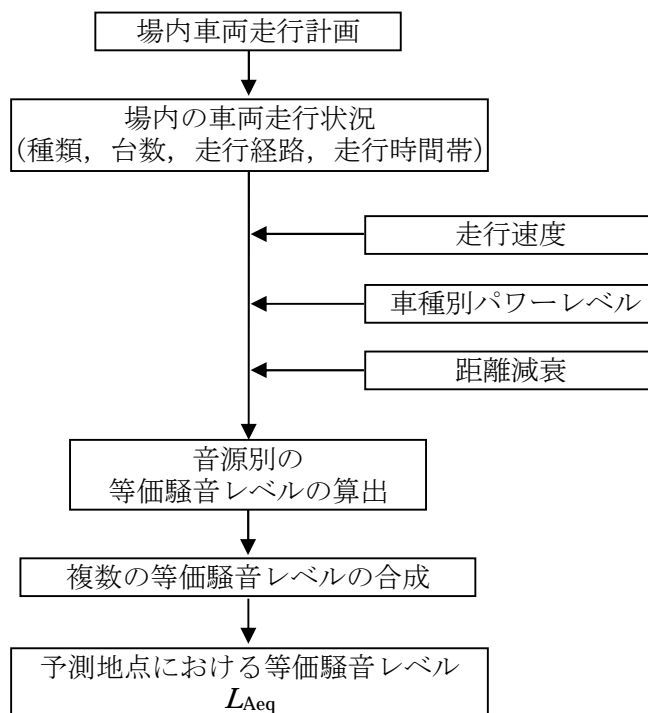 場内車両走行計画
場内の車両走行状況
(種類，台数，走行経路，走行時間帯)
走行速度
車種別パワーレベル
距離減衰
音源別の
等価騒音レベルの算出
複数の等価騒音レベルの合成
予測地点における等価騒音レベル
LAeq